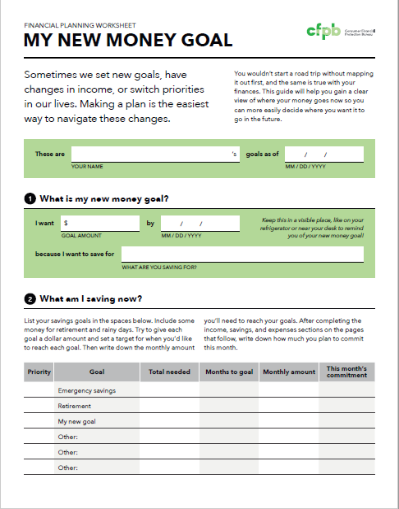 FINANCIAL PLANNING WORKSHEET
MY NEW MONEY GOAL
cfpb Consumer Financial
Protection Bureau
Sometimes we set new goals, have
changes in income, or switch priorities
in our lives. Making a plan is the easiest
way to navigate these changes.
You wouldn't start a road trip without mapping
it out first, and the same is true with your
finances. This guide will help you gain a clear
view of where your money goes now so you
can more easily decide where you want it to
go in the future.
These are 's goals as of / /
YOUR NAME MM / DD / YYYY
1 What is my new money goal?
I want $ by / /
GOAL AMOUNT MM / DD / YYYY
Keep this in a visible place, like on your
refrigerator or near your desk to remind
you of your new money goal!
because I want to save for
WHAT ARE YOU SAVING FOR?
2 What am I saving now?
List your savings goals in the spaces below. Include some
money for retirement and rainy days. Try to give each
goal a dollar amount and set a target for when you'd like
to reach each goal. Then write down the monthly amount
you'll need to reach your goals. After completing the
income, savings, and expenses sections on the pages
that follow, write down how much you plan to commit
this month.
Priority Goal Total needed Months to goal Monthly amount This month's
commitment
Emergency savings
Retirement
My new goal
Other:
Other:
Other: